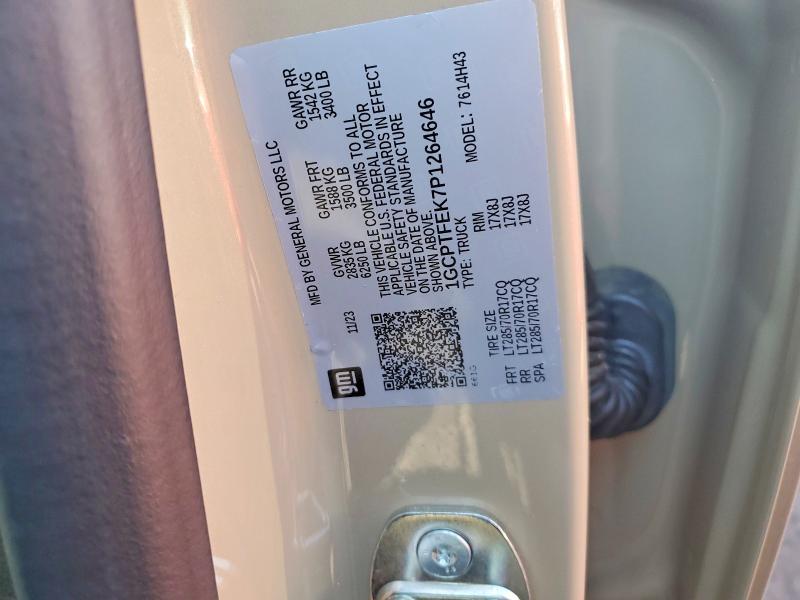 gm
MFD BY GENERAL MOTORS LLC
11/23
GVWR GAWR FRT GAWR RR
2835 KG 1588 KG 1542 KG
6250 LB 3500 LB 3400 LB
THIS VEHICLE CONFORMS TO ALL
APPLICABLE U.S. FEDERAL MOTOR
VEHICLE SAFETY STANDARDS IN EFFECT
ON THE DATE OF MANUFACTURE
SHOWN ABOVE.
1GCPTFEK7P1264646
TYPE: TRUCK MODEL: 7614H43
TIRE SIZE RIM
FRT LT285/70R17CQ 17X8J
RR LT285/70R17CQ 17X8J
SPA LT285/70R17CQ 17X8J